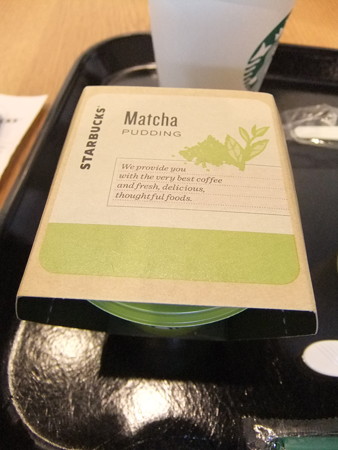 STARBUCKS®
Matcha
PUDDING
We provide you
with the very best coffee
and fresh, delicious,
thoughtful foods.